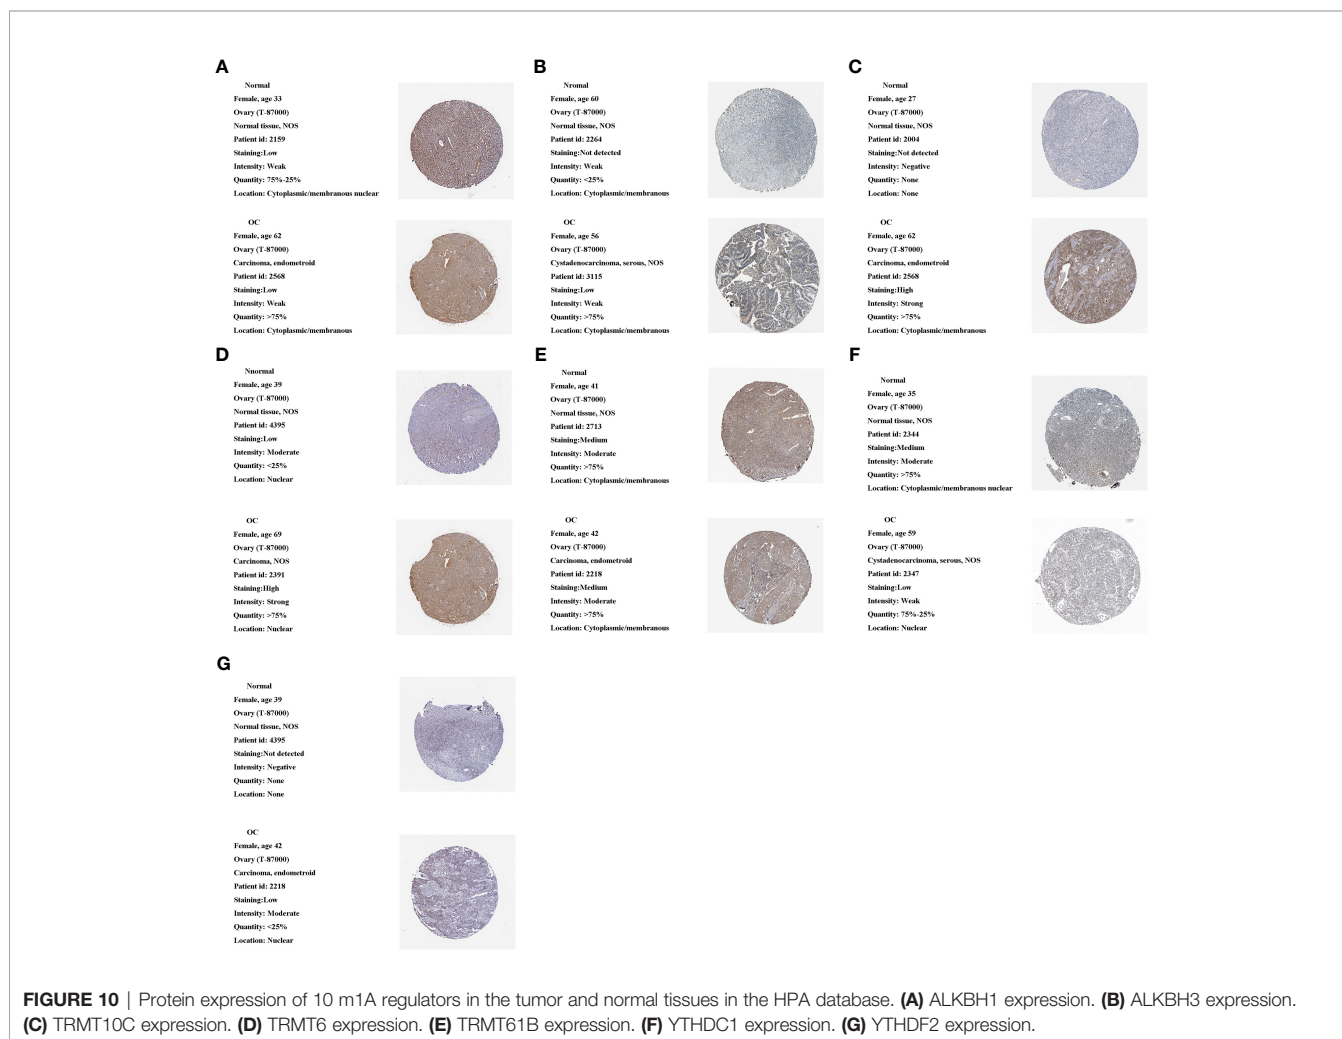 A
Normal
Female, age 33
Ovary (T-87000)
Normal tissue, NOS
Patient id: 2159
Staining:Low
Intensity: Weak
Quantity: 75%-25%
Location: Cytoplasmic/membranous nuclear
OC
Female, age 62
Ovary (T-87000)
Carcinoma, endometroid
Patient id: 2568
Staining:Low
Intensity: Weak
Quantity: >75%
Location: Cytoplasmic/membranous
B
Nromal
Female, age 60
Ovary (T-87000)
Normal tissue, NOS
Patient id: 2264
Staining:Not detected
Intensity: Weak
Quantity: <25%
Location: Cytoplasmic/membranous
OC
Female, age 56
Ovary (T-87000)
Cystadenocarcinoma, serous, NOS
Patient id: 3115
Staining:Low
Intensity: Weak
Quantity: >75%
Location: Cytoplasmic/membranous
C
Normal
Female, age 27
Ovary (T-87000)
Normal tissue, NOS
Patient id: 2004
Staining:Not detected
Intensity: Negative
Quantity: None
Location: None
OC
Female, age 62
Ovary (T-87000)
Carcinoma, endometroid
Patient id: 2568
Staining:High
Intensity: Strong
Quantity: >75%
Location: Cytoplasmic/membranous
D
Nnormal
Female, age 39
Ovary (T-87000)
Normal tissue, NOS
Patient id: 4395
Staining:Low
Intensity: Moderate
Quantity: <25%
Location: Nuclear
OC
Female, age 69
Ovary (T-87000)
Carcinoma, NOS
Patient id: 2391
Staining:High
Intensity: Strong
Quantity: >75%
Location: Nuclear
E
Normal
Female, age 41
Ovary (T-87000)
Normal tissue, NOS
Patient id: 2713
Staining:Medium
Intensity: Moderate
Quantity: >75%
Location: Cytoplasmic/membranous
OC
Female, age 42
Ovary (T-87000)
Carcinoma, endometroid
Patient id: 2218
Staining:Medium
Intensity: Moderate
Quantity: >75%
Location: Cytoplasmic/membranous
F
Normal
Female, age 35
Ovary (T-87000)
Normal tissue, NOS
Patient id: 2344
Staining:Medium
Intensity: Moderate
Quantity: >75%
Location: Cytoplasmic/membranous nuclear
OC
Female, age 59
Ovary (T-87000)
Cystadenocarcinoma, serous, NOS
Patient id: 2347
Staining:Low
Intensity: Weak
Quantity: 75%-25%
Location: Nuclear
G
Normal
Female, age 39
Ovary (T-87000)
Normal tissue, NOS
Patient id: 4395
Staining:Not detected
Intensity: Negative
Quantity: None
Location: None
OC
Female, age 42
Ovary (T-87000)
Carcinoma, endometroid
Patient id: 2218
Staining:Low
Intensity: Moderate
Quantity: <25%
Location: Nuclear
FIGURE 10 | Protein expression of 10 m1A regulators in the tumor and normal tissues in the HPA database. (A) ALKBH1 expression. (B) ALKBH3 expression.
(C) TRMT10C expression. (D) TRMT6 expression. (E) TRMT61B expression. (F) YTHDC1 expression. (G) YTHDF2 expression.